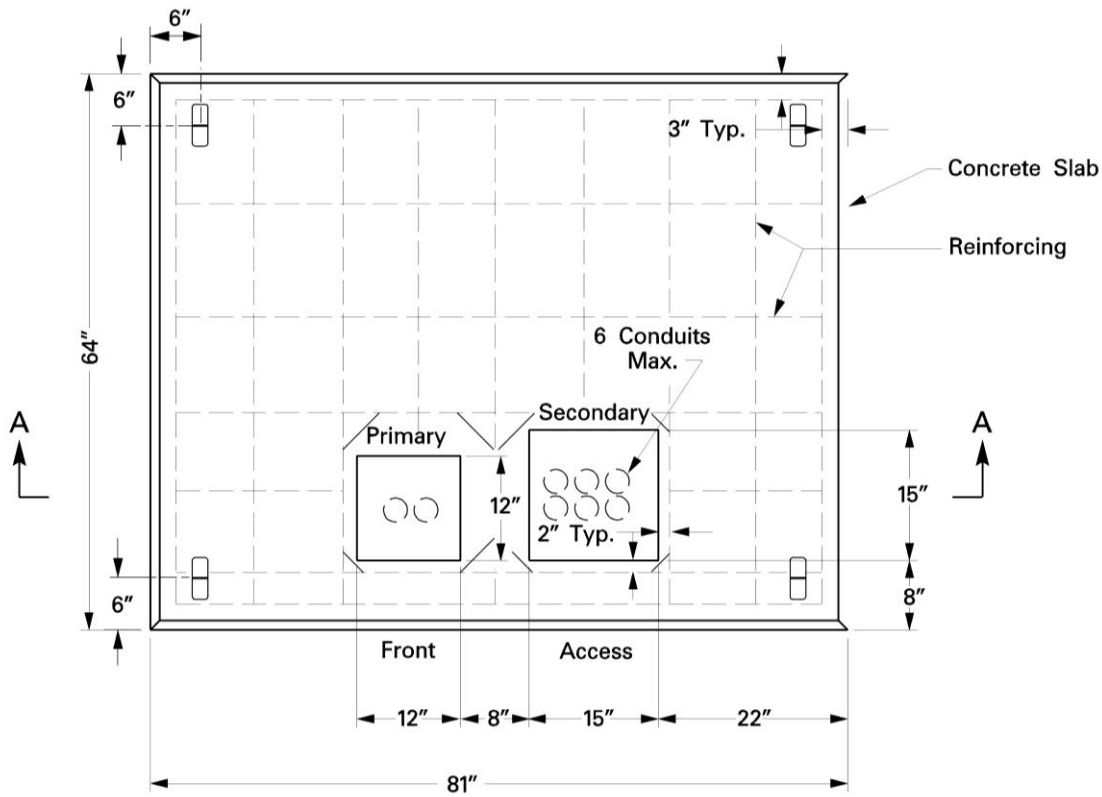 6”
6”
3” Typ.
Concrete Slab
Reinforcing
64”
6 Conduits
Max.
Secondary
Primary
A
A
12”
15”
2” Typ.
6”
8”
Front
Access
12”
8”
15”
22”
81”